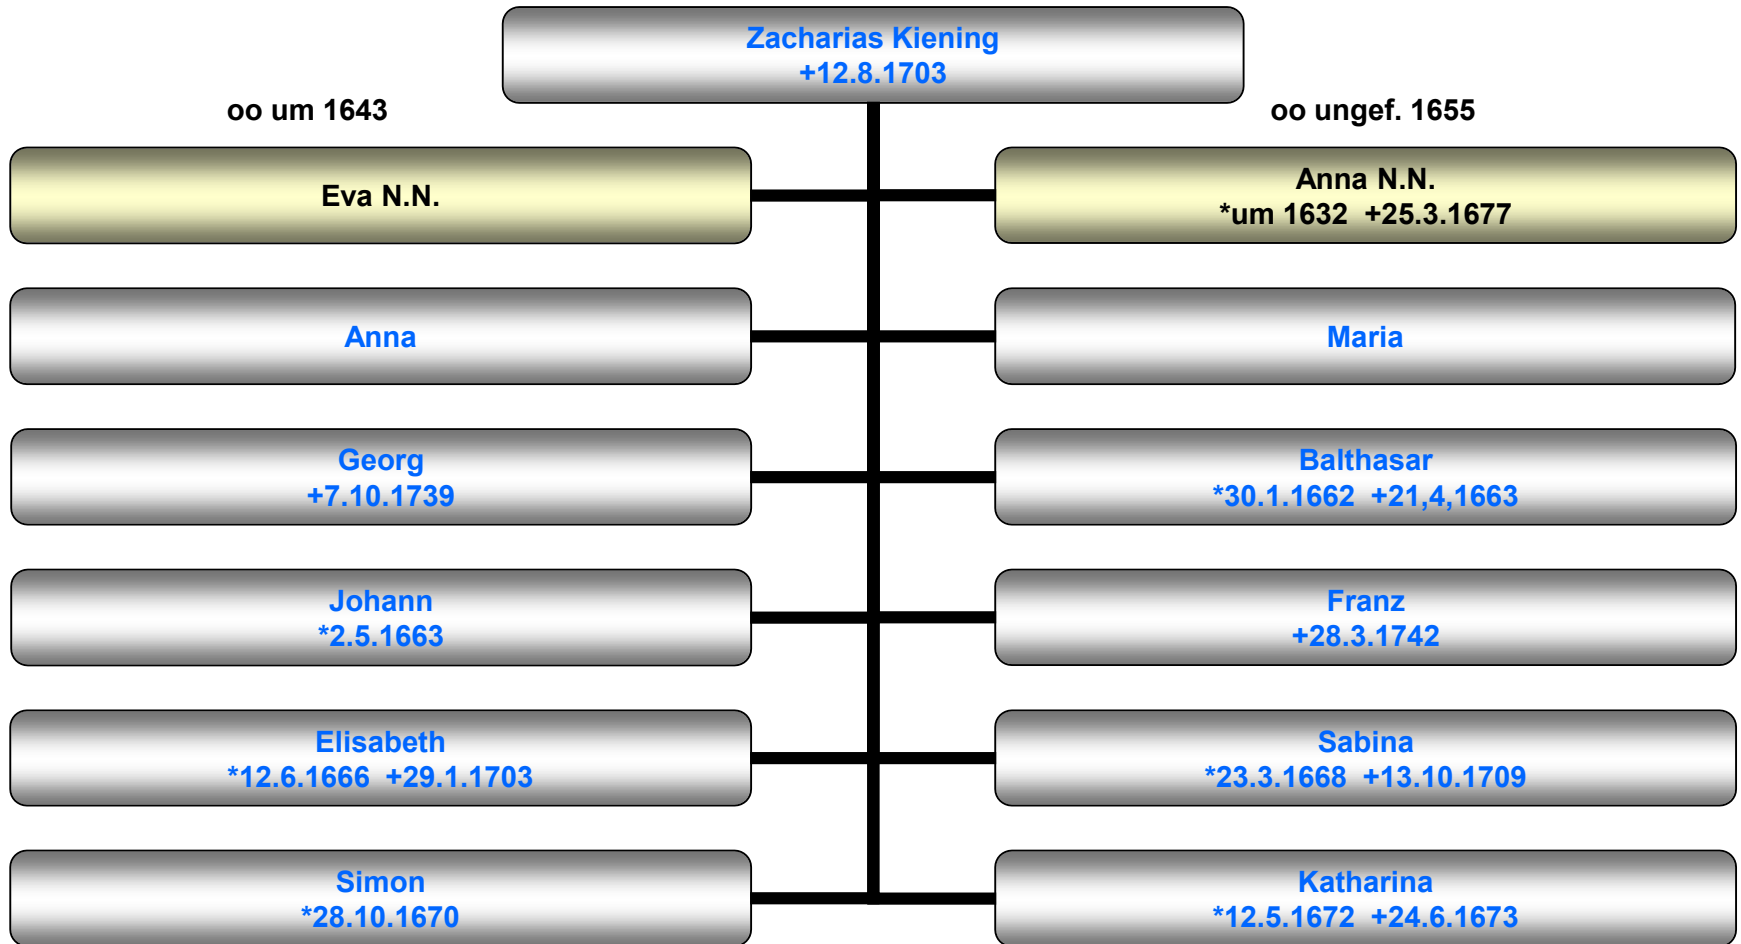 Zacharias Kiening
+12.8.1703
oo um 1643
oo ungef. 1655
Eva N.N.
Anna N.N.
*um 1632 +25.3.1677
Anna
Maria
Georg
+7.10.1739
Balthasar
*30.1.1662 +21,4,1663
Johann
*2.5.1663
Franz
+28.3.1742
Elisabeth
*12.6.1666 +29.1.1703
Sabina
*23.3.1668 +13.10.1709
Simon
*28.10.1670
Katharina
*12.5.1672 +24.6.1673